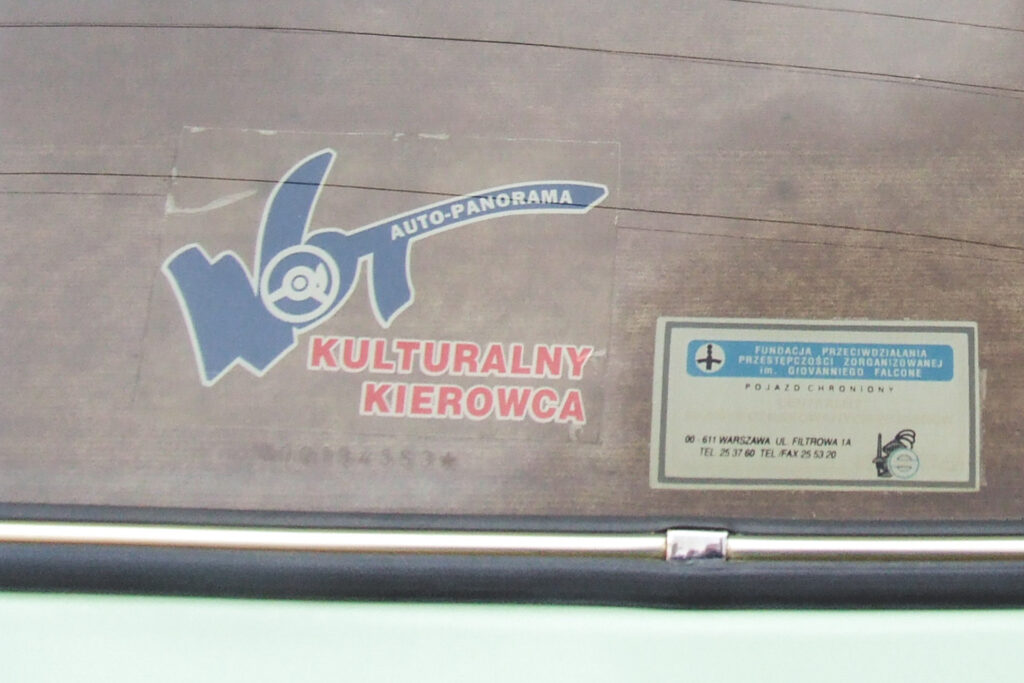 WOT
AUTO-PANORAMA
KULTURALNY
KIEROWCA
FUNDACJA PRZECIWDZIAŁANIA
PRZESTĘPCZOŚCI ZORGANIZOWANEJ
im. GIOVANNIEGO FALCONE
POJAZD CHRONIONY
00-611 WARSZAWA UL. FILTROWA 1A
TEL. 25 37 60 TEL./FAX 25 53 20